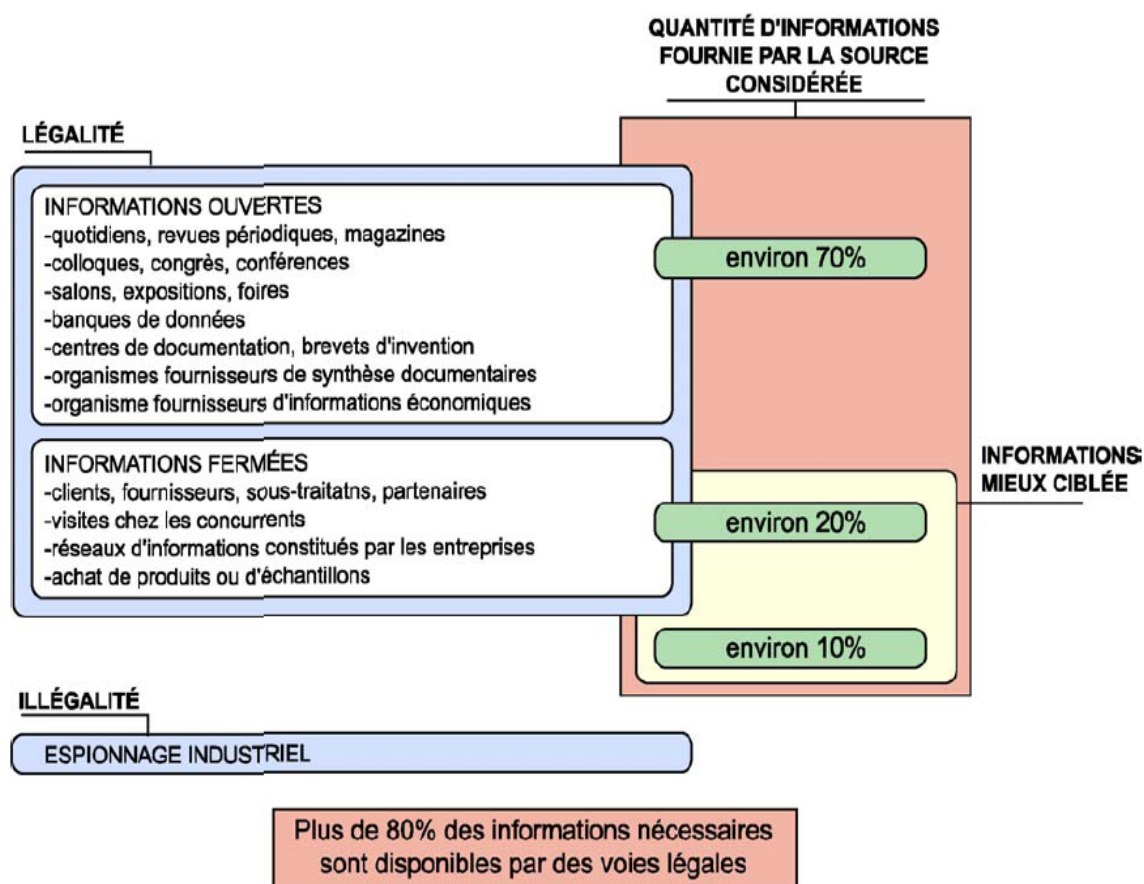 QUANTITÉ D'INFORMATIONS
FOURNIE PAR LA SOURCE
CONSIDÉRÉE
LÉGALITÉ
INFORMATIONS OUVERTES
-quotidiens, revues périodiques, magazines
-colloques, congrès, conférences
-salons, expositions, foires
-banques de données
-centres de documentation, brevets d'invention
-organismes fournisseurs de synthèse documentaires
-organisme fournisseurs d'informations économiques
environ 70%
INFORMATIONS FERMÉES
-clients, fournisseurs, sous-traitatns, partenaires
-visites chez les concurrents
-réseaux d'informations constitués par les entreprises
-achat de produits ou d'échantillons
environ 20%
INFORMATIONS
MIEUX CIBLÉE
environ 10%
ILLÉGALITÉ
ESPIONNAGE INDUSTRIEL
Plus de 80% des informations nécessaires
sont disponibles par des voies légales